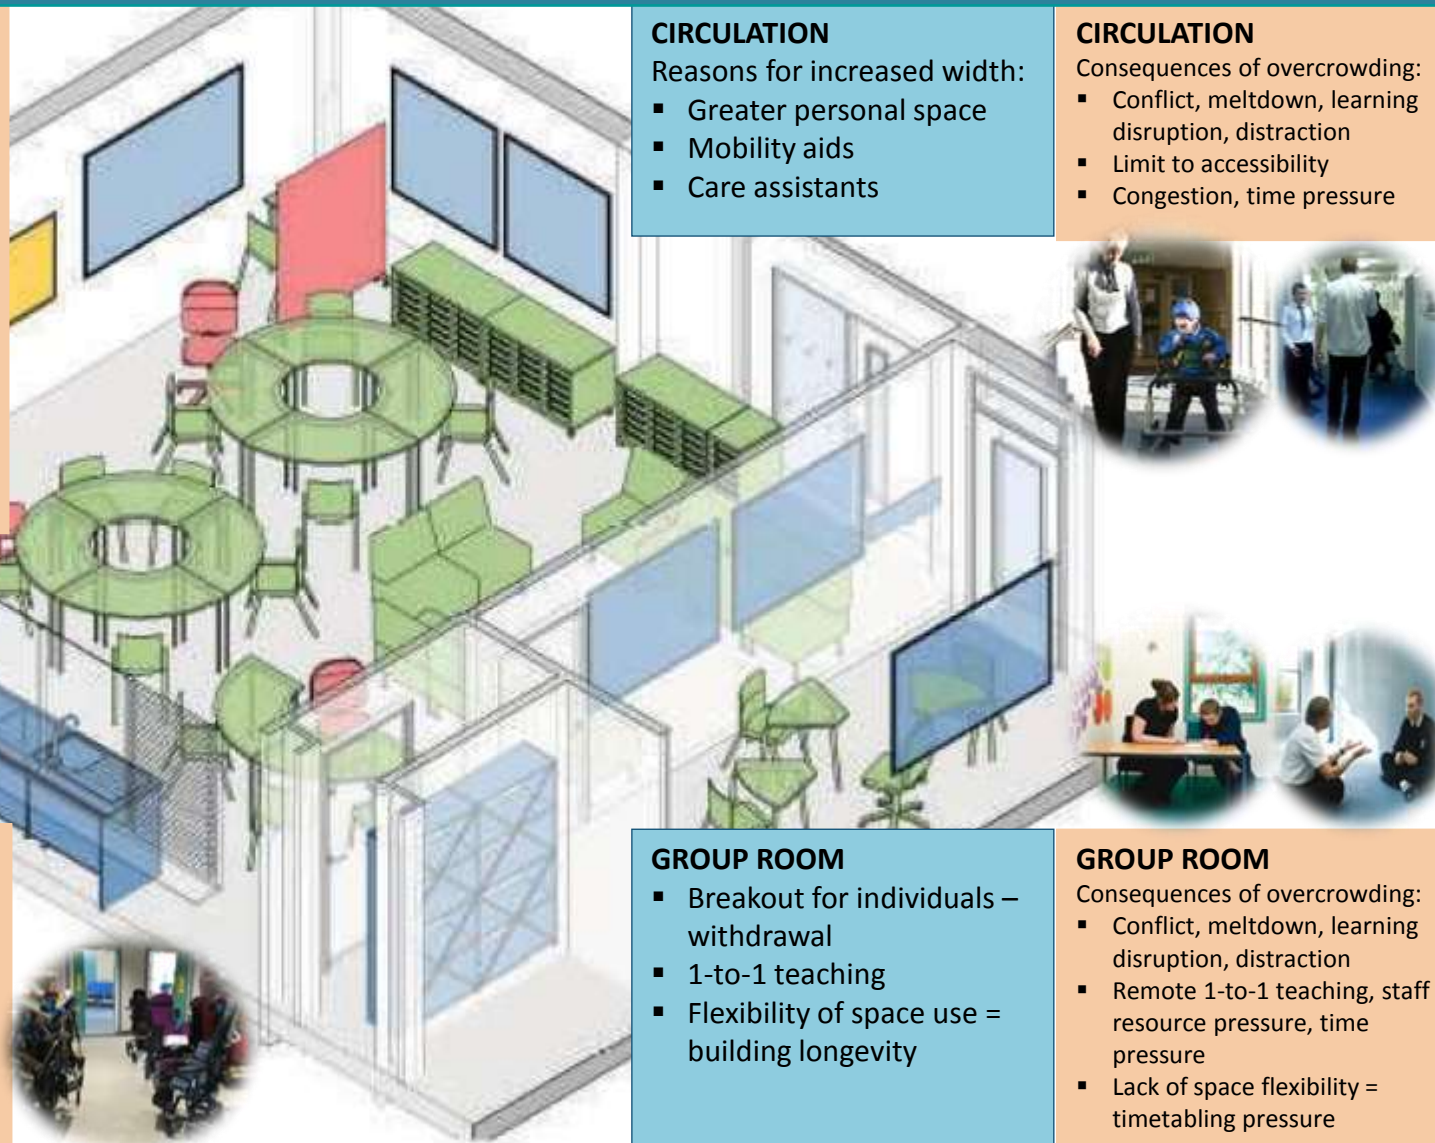 CIRCULATION
Reasons for increased width:
▪ Greater personal space
▪ Mobility aids
▪ Care assistants
CIRCULATION
Consequences of overcrowding:
▪ Conflict, meltdown, learning
disruption, distraction
▪ Limit to accessibility
▪ Congestion, time pressure
GROUP ROOM
▪ Breakout for individuals –
withdrawal
▪ 1-to-1 teaching
▪ Flexibility of space use =
building longevity
GROUP ROOM
Consequences of overcrowding:
▪ Conflict, meltdown, learning
disruption, distraction
▪ Remote 1-to-1 teaching, staff
resource pressure, time
pressure
▪ Lack of space flexibility =
timetabling pressure